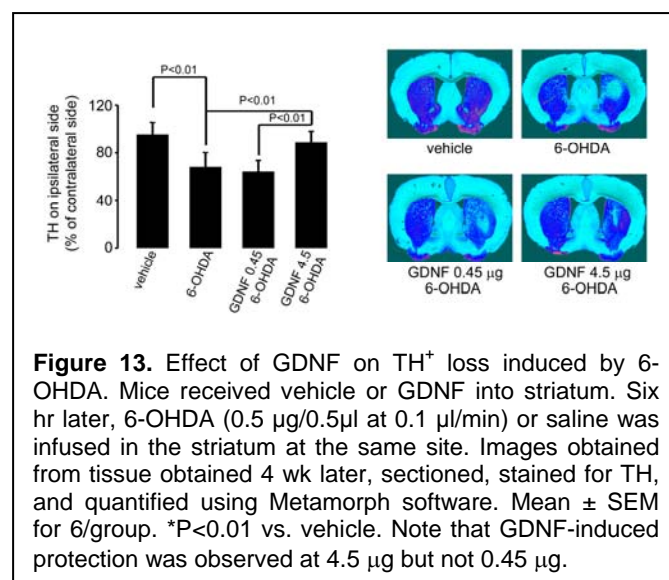 P<0.01
P<0.01
P<0.01
120
80
40
0
TH on ipsilateral side
(% of contralateral side)
vehicle
6-OHDA
GDNF 0.45
6-OHDA
GDNF 4.5
6-OHDA
vehicle
6-OHDA
GDNF 0.45 µg
6-OHDA
GDNF 4.5 µg
6-OHDA
Figure 13. Effect of GDNF on TH⁺ loss induced by 6-
OHDA. Mice received vehicle or GDNF into striatum. Six
hr later, 6-OHDA (0.5 µg/0.5µl at 0.1 µl/min) or saline was
infused in the striatum at the same site. Images obtained
from tissue obtained 4 wk later, sectioned, stained for TH,
and quantified using Metamorph software. Mean ± SEM
for 6/group. *P<0.01 vs. vehicle. Note that GDNF-induced
protection was observed at 4.5 µg but not 0.45 µg.